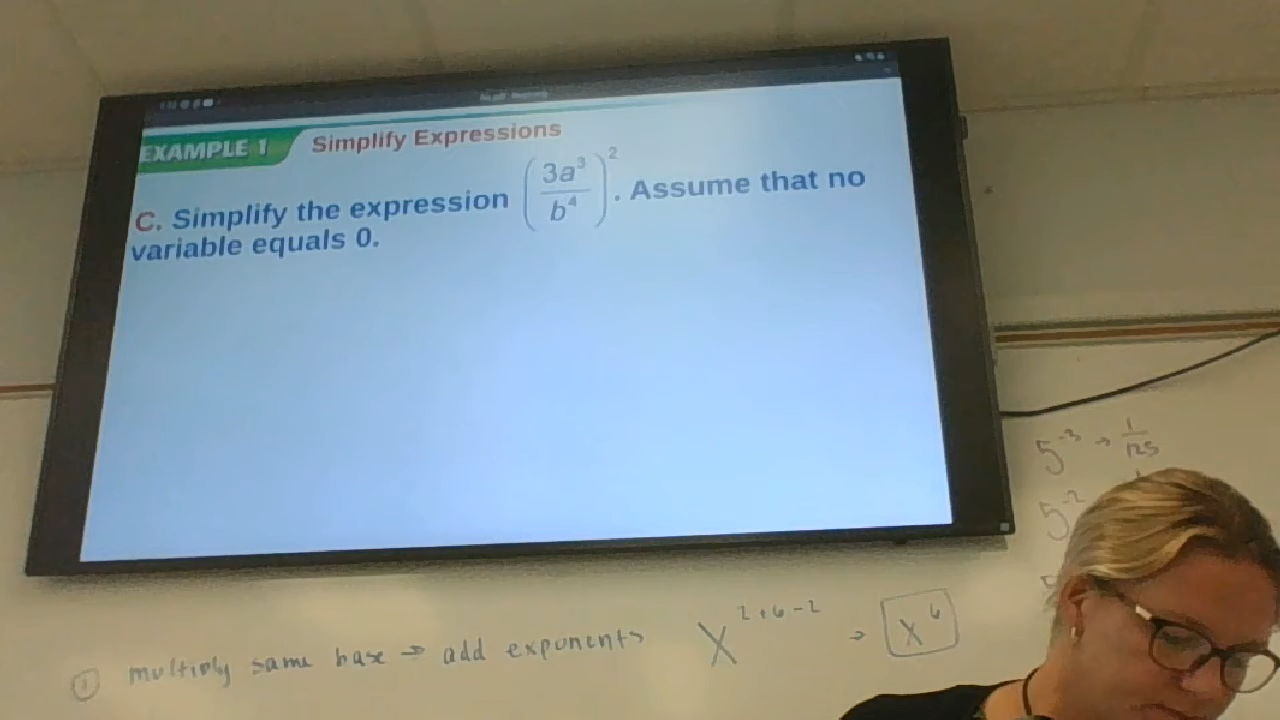 EXAMPLE 1 Simplify Expressions
C. Simplify the expression (3a³/b⁴)². Assume that no
variable equals 0.
5⁻³ → 1/125
5⁻²
① multiply same base → add exponents X²⁺⁶⁻² → x⁶